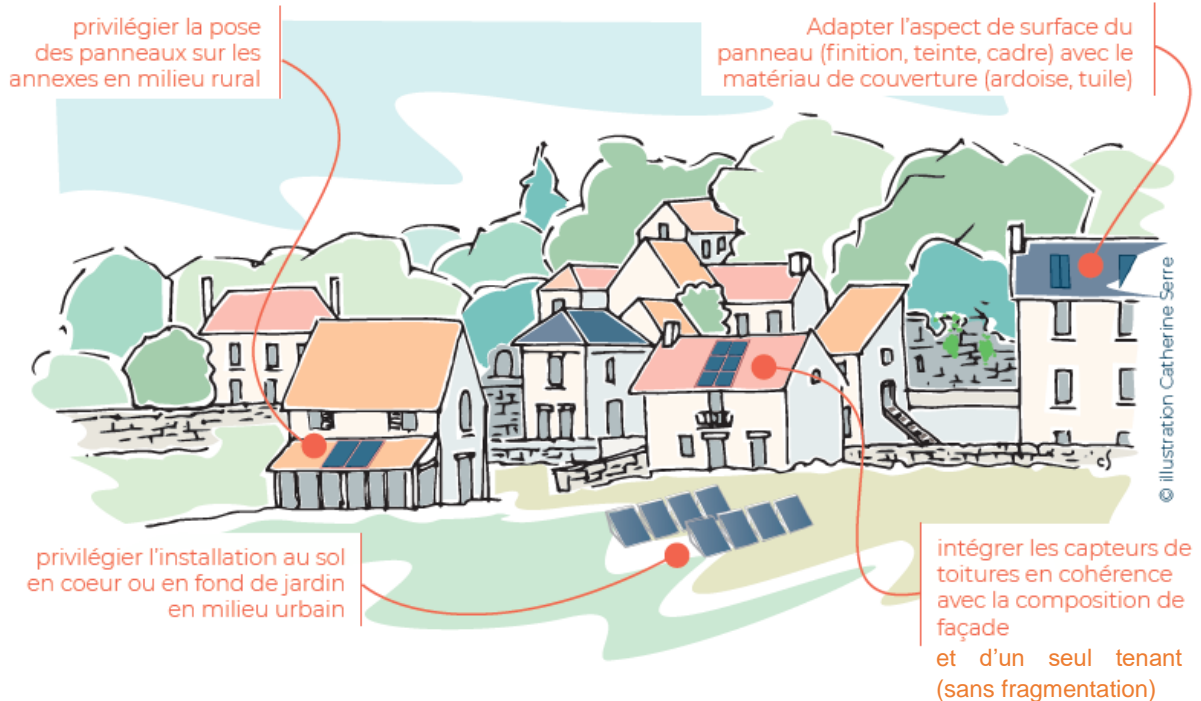 privilégier la pose
des panneaux sur les
annexes en milieu rural
Adapter l'aspect de surface du
panneau (finition, teinte, cadre) avec le
matériau de couverture (ardoise, tuile)
© illustration Catherine Serre
privilégier l'installation au sol
en coeur ou en fond de jardin
en milieu urbain
intégrer les capteurs de
toitures en cohérence
avec la composition de
façade
et d'un seul tenant
(sans fragmentation)